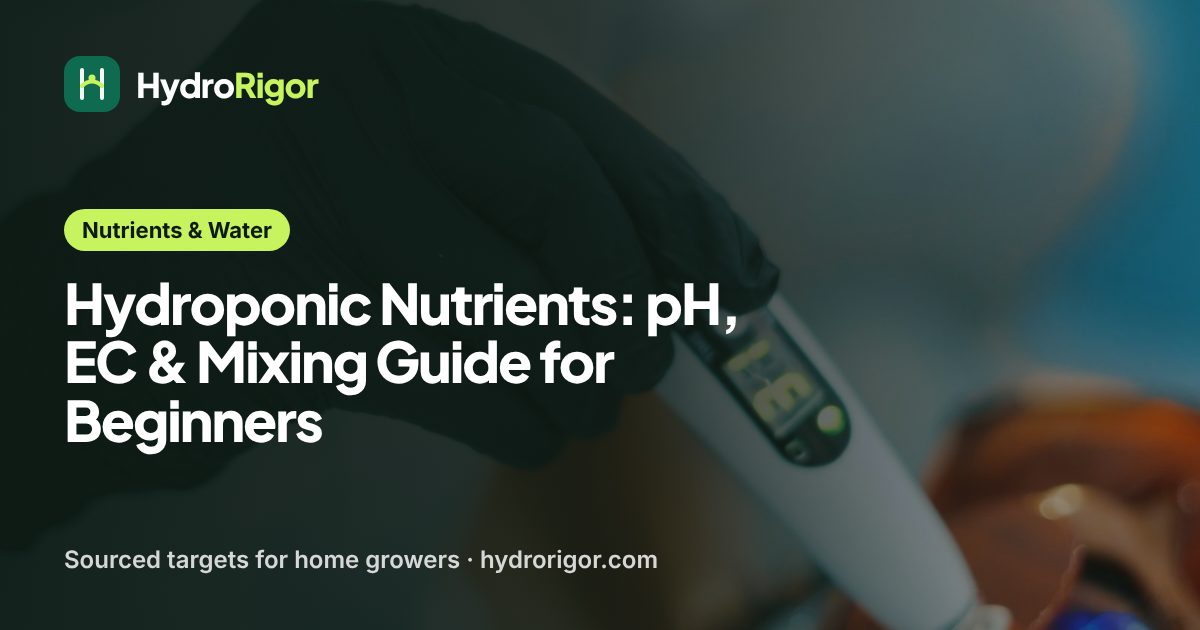 HydroRigor
Nutrients & Water
Hydroponic Nutrients: pH,
EC & Mixing Guide for
Beginners
Sourced targets for home growers · hydrorigor.com